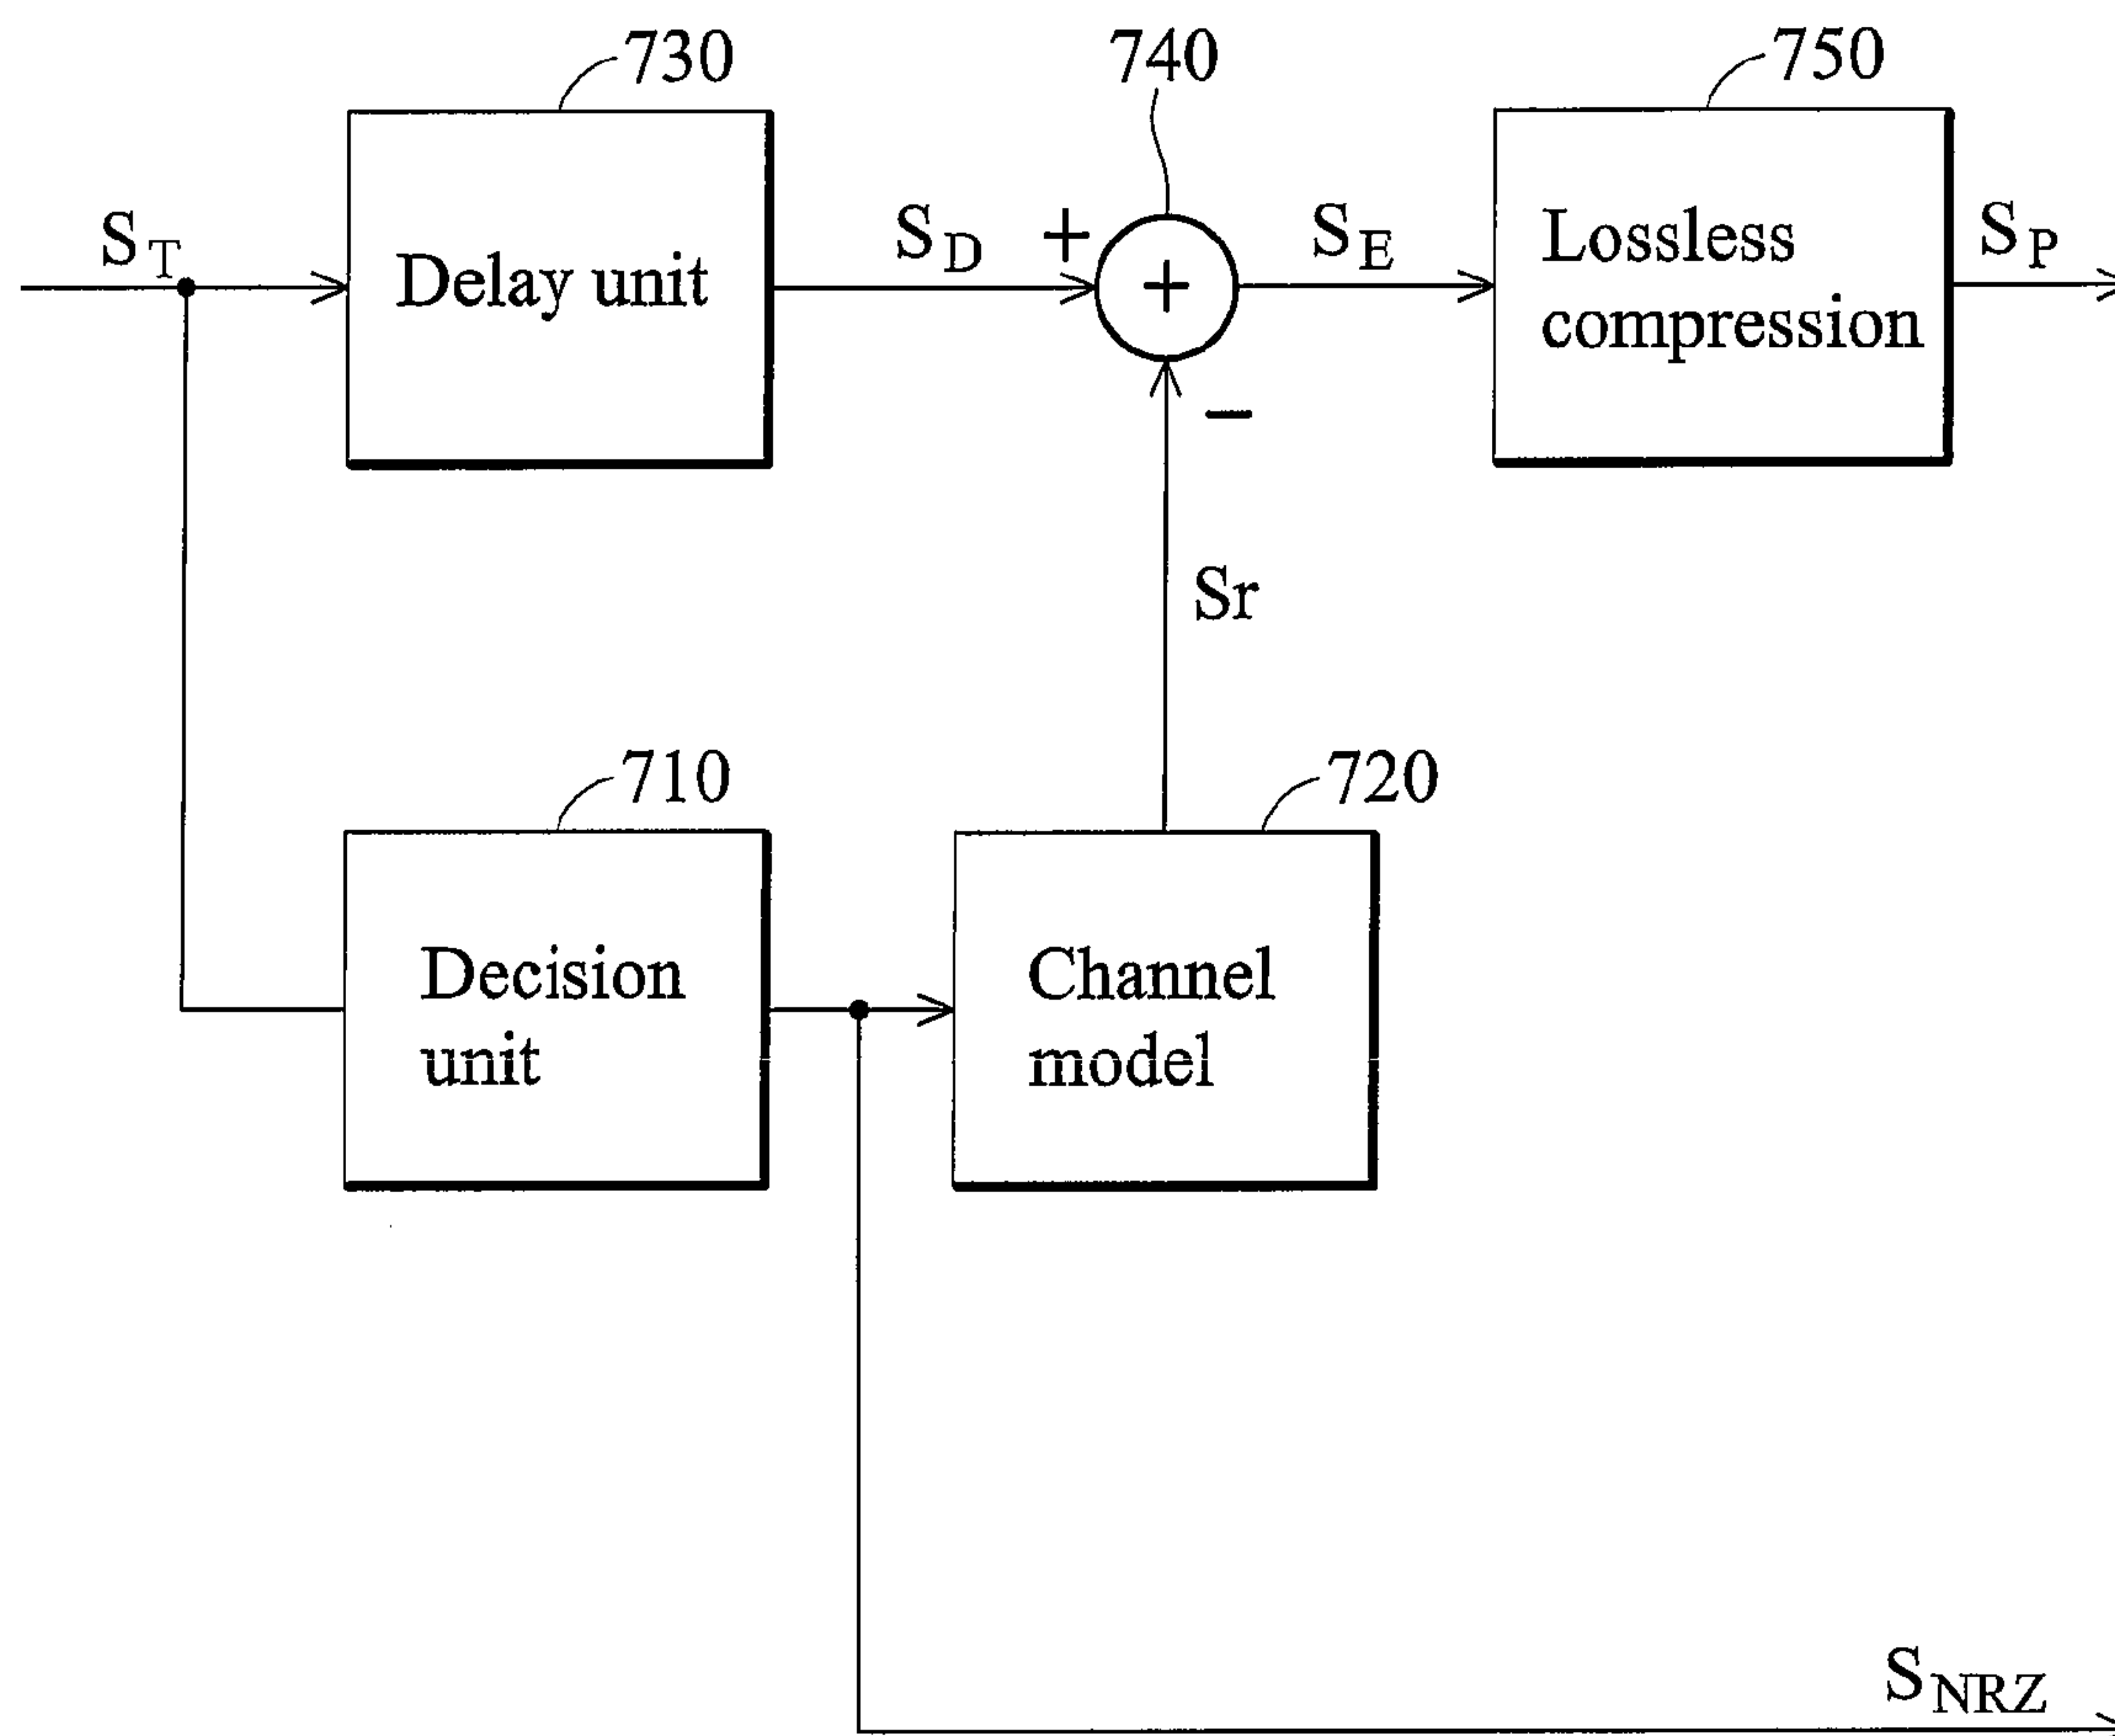 730
740
750
S_T
Delay unit
S_D
+
+
S_E
Lossless
compression
S_P
−
Sr
710
720
Decision
unit
Channel
model
S_NRZ